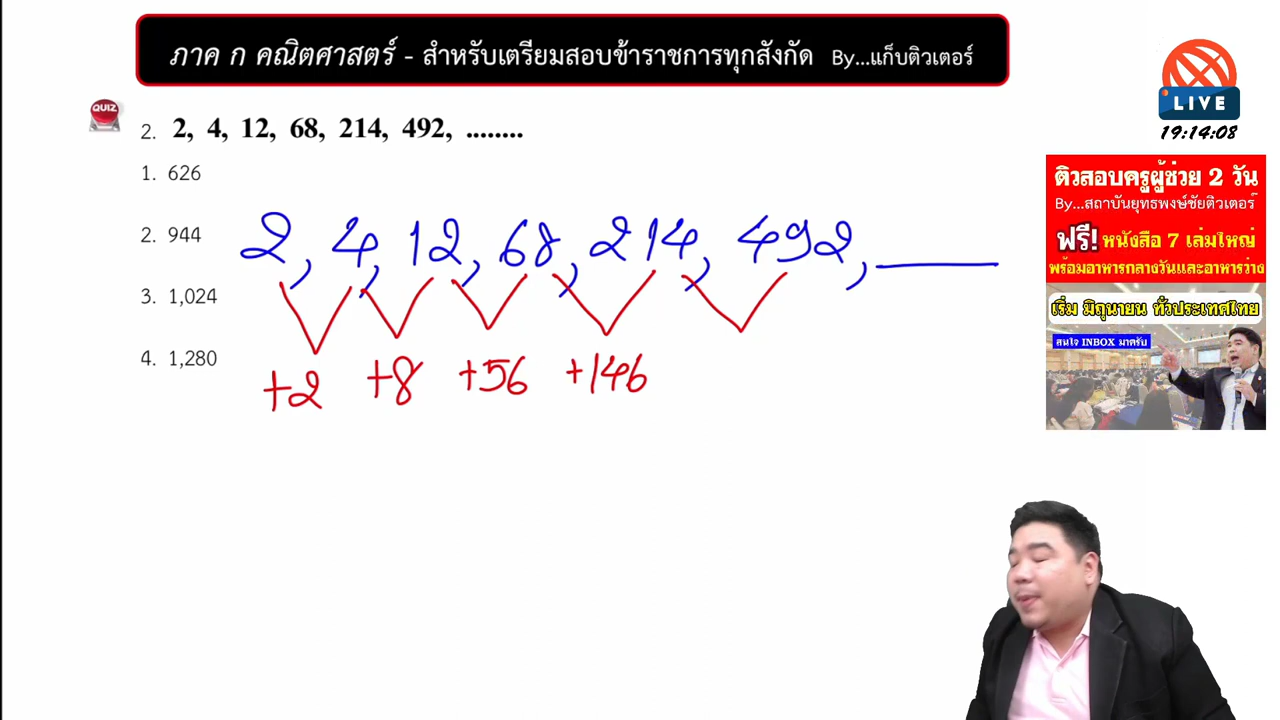 ภาค ก คณิตศาสตร์ - สำหรับเตรียมสอบข้าราชการทุกสังกัด By...แก็บติวเตอร์
LIVE
19:14:08
QUIZ
2. 2, 4, 12, 68, 214, 492, ........
1. 626
2. 944
3. 1,024
4. 1,280
2, 4, 12, 68, 214, 492, ____
+2 +8 +56 +146
ติวสอบครูผู้ช่วย 2 วัน
By...สถาบันยุทธพงษ์ชัยติวเตอร์
ฟรี! หนังสือ 7 เล่มใหญ่
พร้อมอาหารกลางวันและอาหารว่าง
เริ่ม มิถุนายน ทั่วประเทศไทย
สนใจ INBOX มาครับ